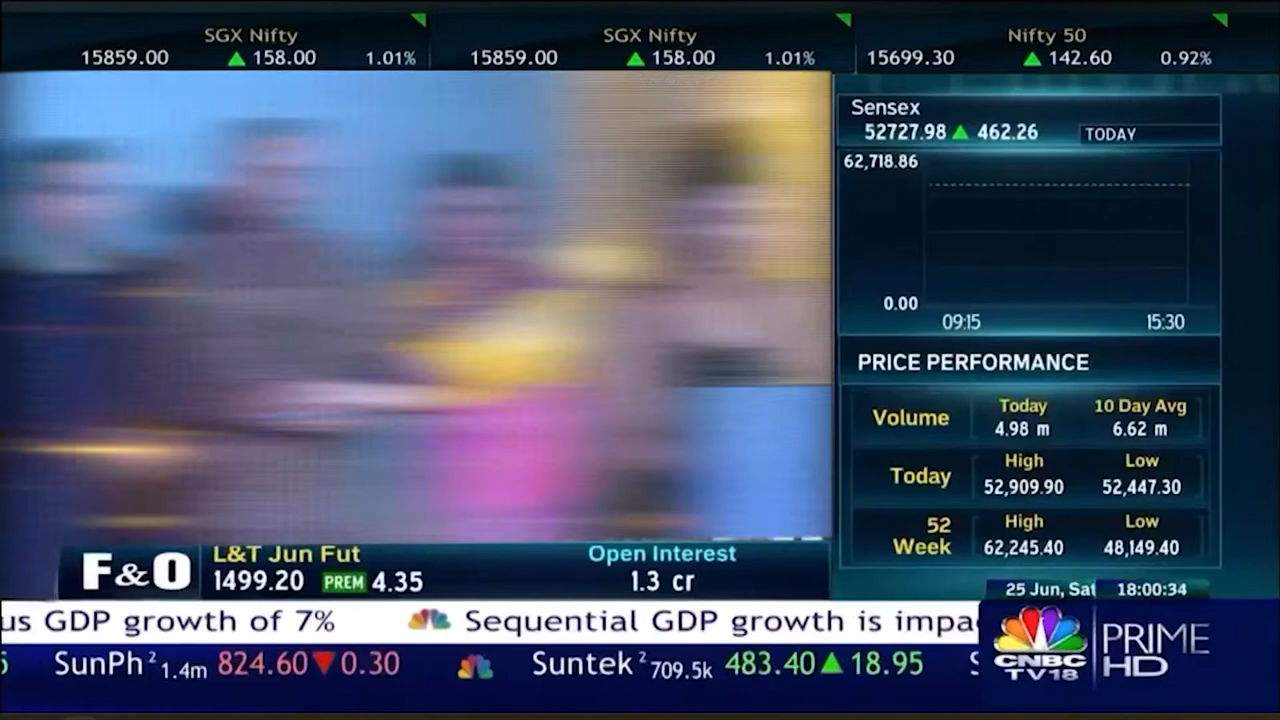 SGX Nifty
15859.00 ▲ 158.00 1.01%
SGX Nifty
15859.00 ▲ 158.00 1.01%
Nifty 50
15699.30 ▲ 142.60 0.92%
Sensex
52727.98 ▲ 462.26 TODAY
62,718.86
0.00
09:15 15:30
PRICE PERFORMANCE
Volume Today 10 Day Avg
4.98 m 6.62 m
Today High Low
52,909.90 52,447.30
52 Week High Low
62,245.40 48,149.40
25 Jun, Sat 18:00:34
F&O L&T Jun Fut Open Interest
1499.20 PREM 4.35 1.3 cr
us GDP growth of 7% Sequential GDP growth is impa
SunPh² 1.4m 824.60 ▼ 0.30 Suntek² 709.5k 483.40 ▲ 18.95
CNBC
TV18
PRIME
HD